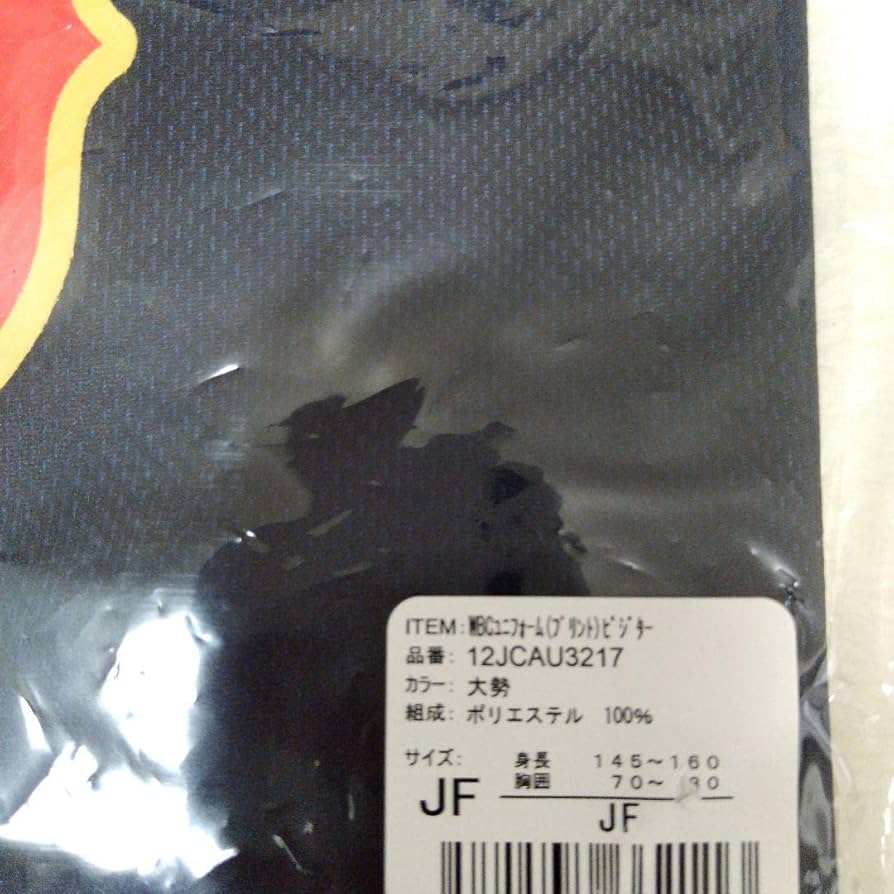 ITEM: WBCﾕﾆﾌｫｰﾑ(ﾌﾟﾘﾝﾄ)ﾋﾞｼﾞﾀｰ
品番: 12JCAU3217
カラー: 大勢
組成: ポリエステル 100%
サイズ: 身長 145～160
JF 胸囲 70～
JF